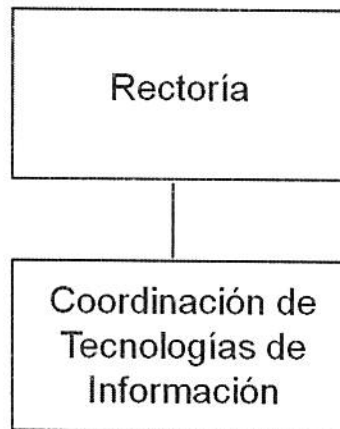 Rectoría
Coordinación de
Tecnologías de
Información